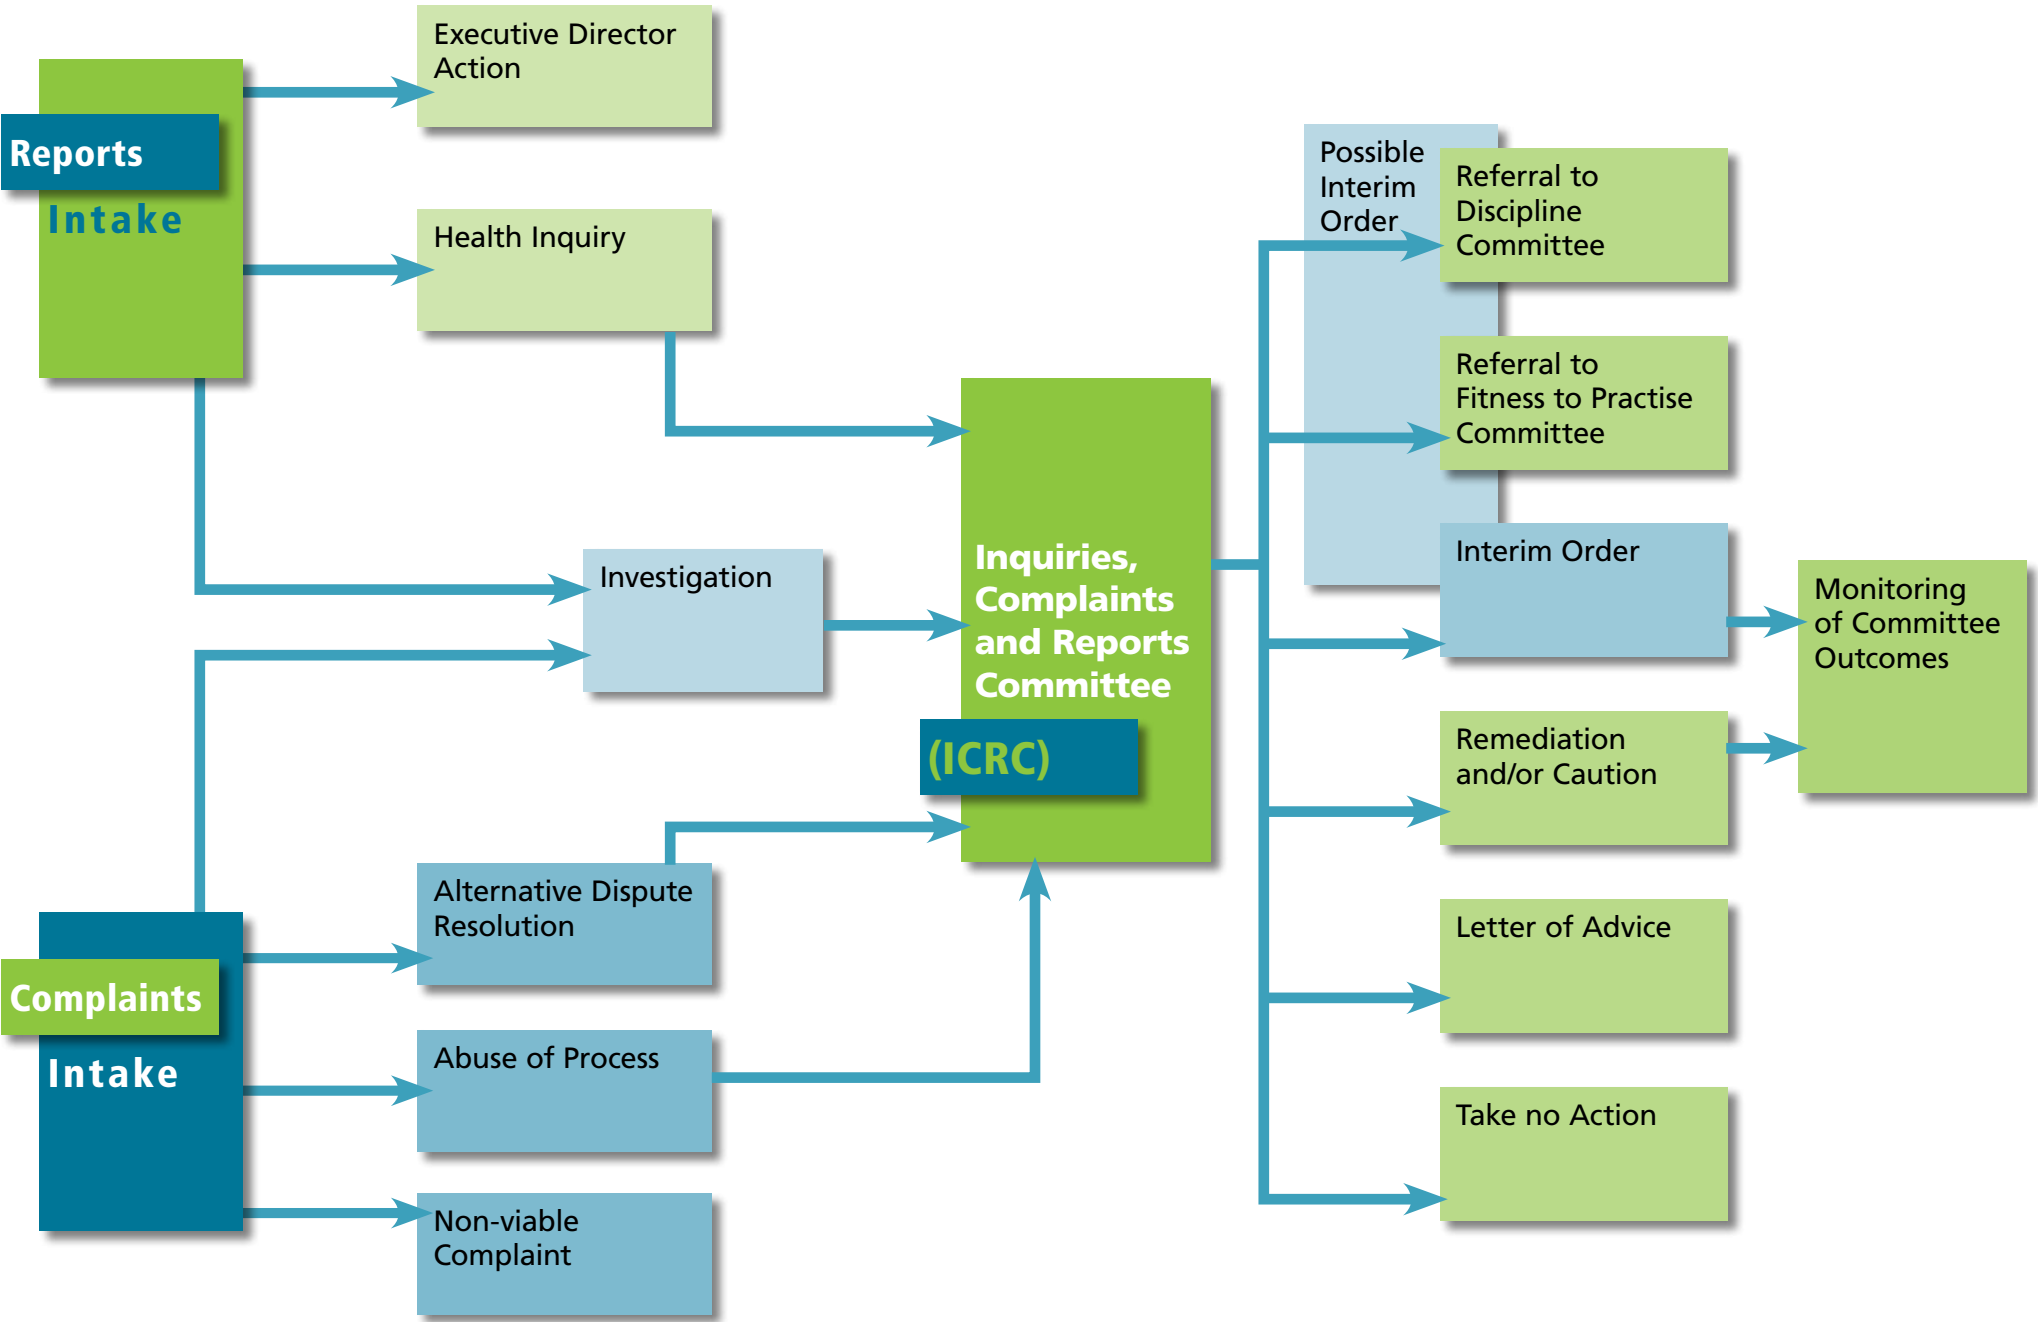 Executive Director
Action
Reports
Intake
Health Inquiry
Investigation
Complaints
Intake
Alternative Dispute
Resolution
Abuse of Process
Non-viable
Complaint
Inquiries,
Complaints
and Reports
Committee
(ICRC)
Possible
Interim
Order
Referral to
Discipline
Committee
Referral to
Fitness to Practise
Committee
Interim Order
Remediation
and/or Caution
Letter of Advice
Take no Action
Monitoring
of Committee
Outcomes